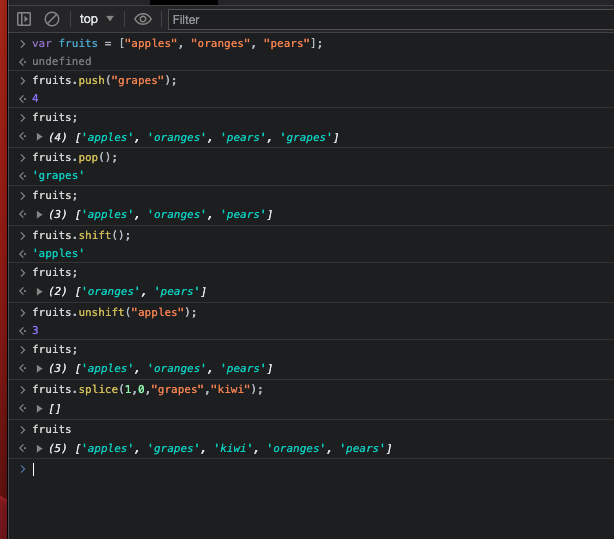 top
Filter
var fruits = ["apples", "oranges", "pears"];
undefined
fruits.push("grapes");
4
fruits;
(4) ['apples', 'oranges', 'pears', 'grapes']
fruits.pop();
'grapes'
fruits;
(3) ['apples', 'oranges', 'pears']
fruits.shift();
'apples'
fruits;
(2) ['oranges', 'pears']
fruits.unshift("apples");
3
fruits;
(3) ['apples', 'oranges', 'pears']
fruits.splice(1,0,"grapes","kiwi");
[]
fruits
(5) ['apples', 'grapes', 'kiwi', 'oranges', 'pears']